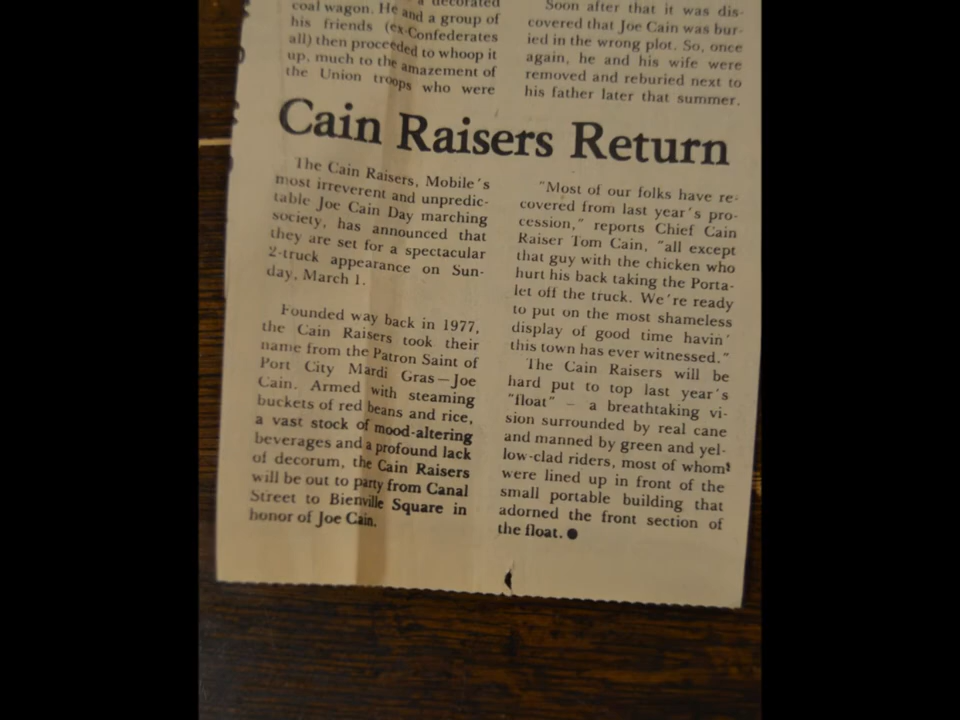 a decorated
coal wagon. He and a group of
his friends (ex-Confederates
all) then proceeded to whoop it
up, much to the amazement of
the Union troops who were
Soon after that it was dis-
covered that Joe Cain was bur-
ied in the wrong plot. So, once
again, he and his wife were
removed and reburied next to
his father later that summer.
Cain Raisers Return
The Cain Raisers, Mobile's
most irreverent and unpredic-
table Joe Cain Day marching
society, has announced that
they are set for a spectacular
2-truck appearance on Sun-
day, March 1.
Founded way back in 1977,
the Cain Raisers took their
name from the Patron Saint of
Port City Mardi Gras—Joe
Cain. Armed with steaming
buckets of red beans and rice,
a vast stock of mood-altering
beverages and a profound lack
of decorum, the Cain Raisers
will be out to party from Canal
Street to Bienville Square in
honor of Joe Cain.
"Most of our folks have re-
covered from last year's pro-
cession," reports Chief Cain
Raiser Tom Cain, "all except
that guy with the chicken who
hurt his back taking the Porta-
let off the truck. We're ready
to put on the most shameless
display of good time havin'
this town has ever witnessed."
The Cain Raisers will be
hard put to top last year's
"float" — a breathtaking vi-
sion surrounded by real cane
and manned by green and yel-
low-clad riders, most of whom
were lined up in front of the
small portable building that
adorned the front section of
the float.●